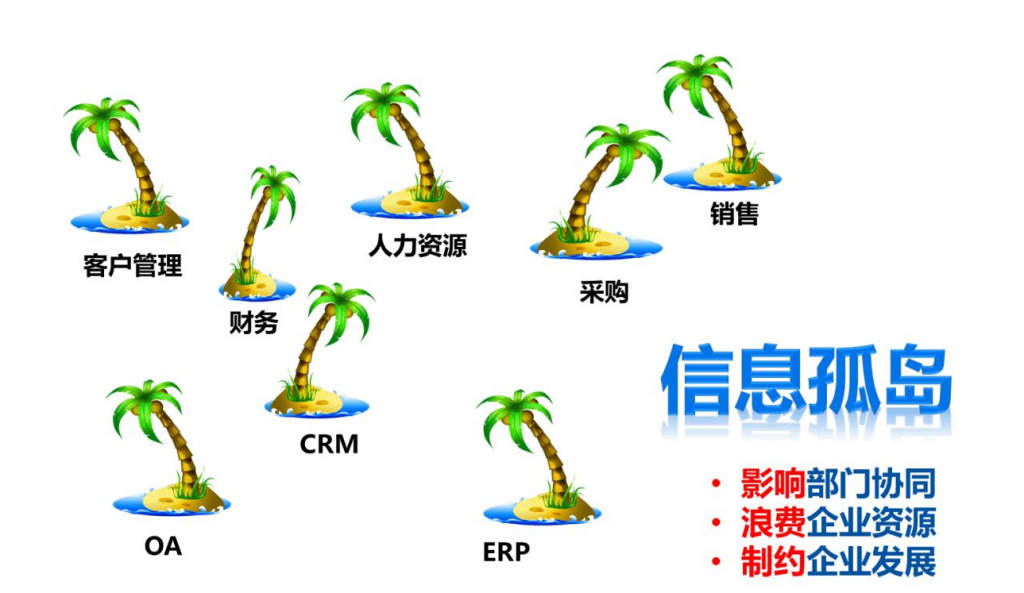 销售
人力资源
客户管理
采购
财务
信息孤岛
CRM
• 影响部门协同
• 浪费企业资源
• 制约企业发展
OA
ERP